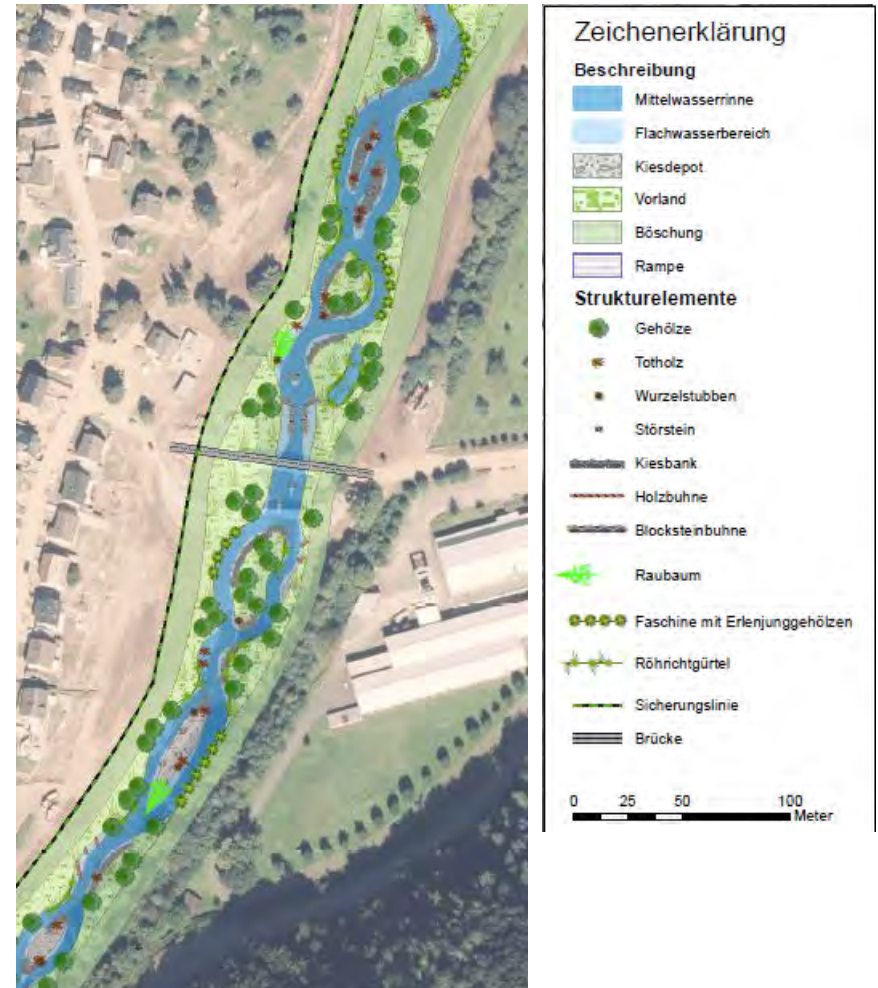 Zeichenerklärung
Beschreibung
Mittelwasserrinne
Flachwasserbereich
Kiesdepot
Vorland
Böschung
Rampe
Strukturelemente
Gehölze
Totholz
Wurzelstubben
Störstein
Kiesbank
Holzbuhne
Blocksteinbuhne
Raubaum
Faschine mit Erlenjunggehölzen
Röhrichtgürtel
Sicherungslinie
Brücke
0 25 50 100
Meter